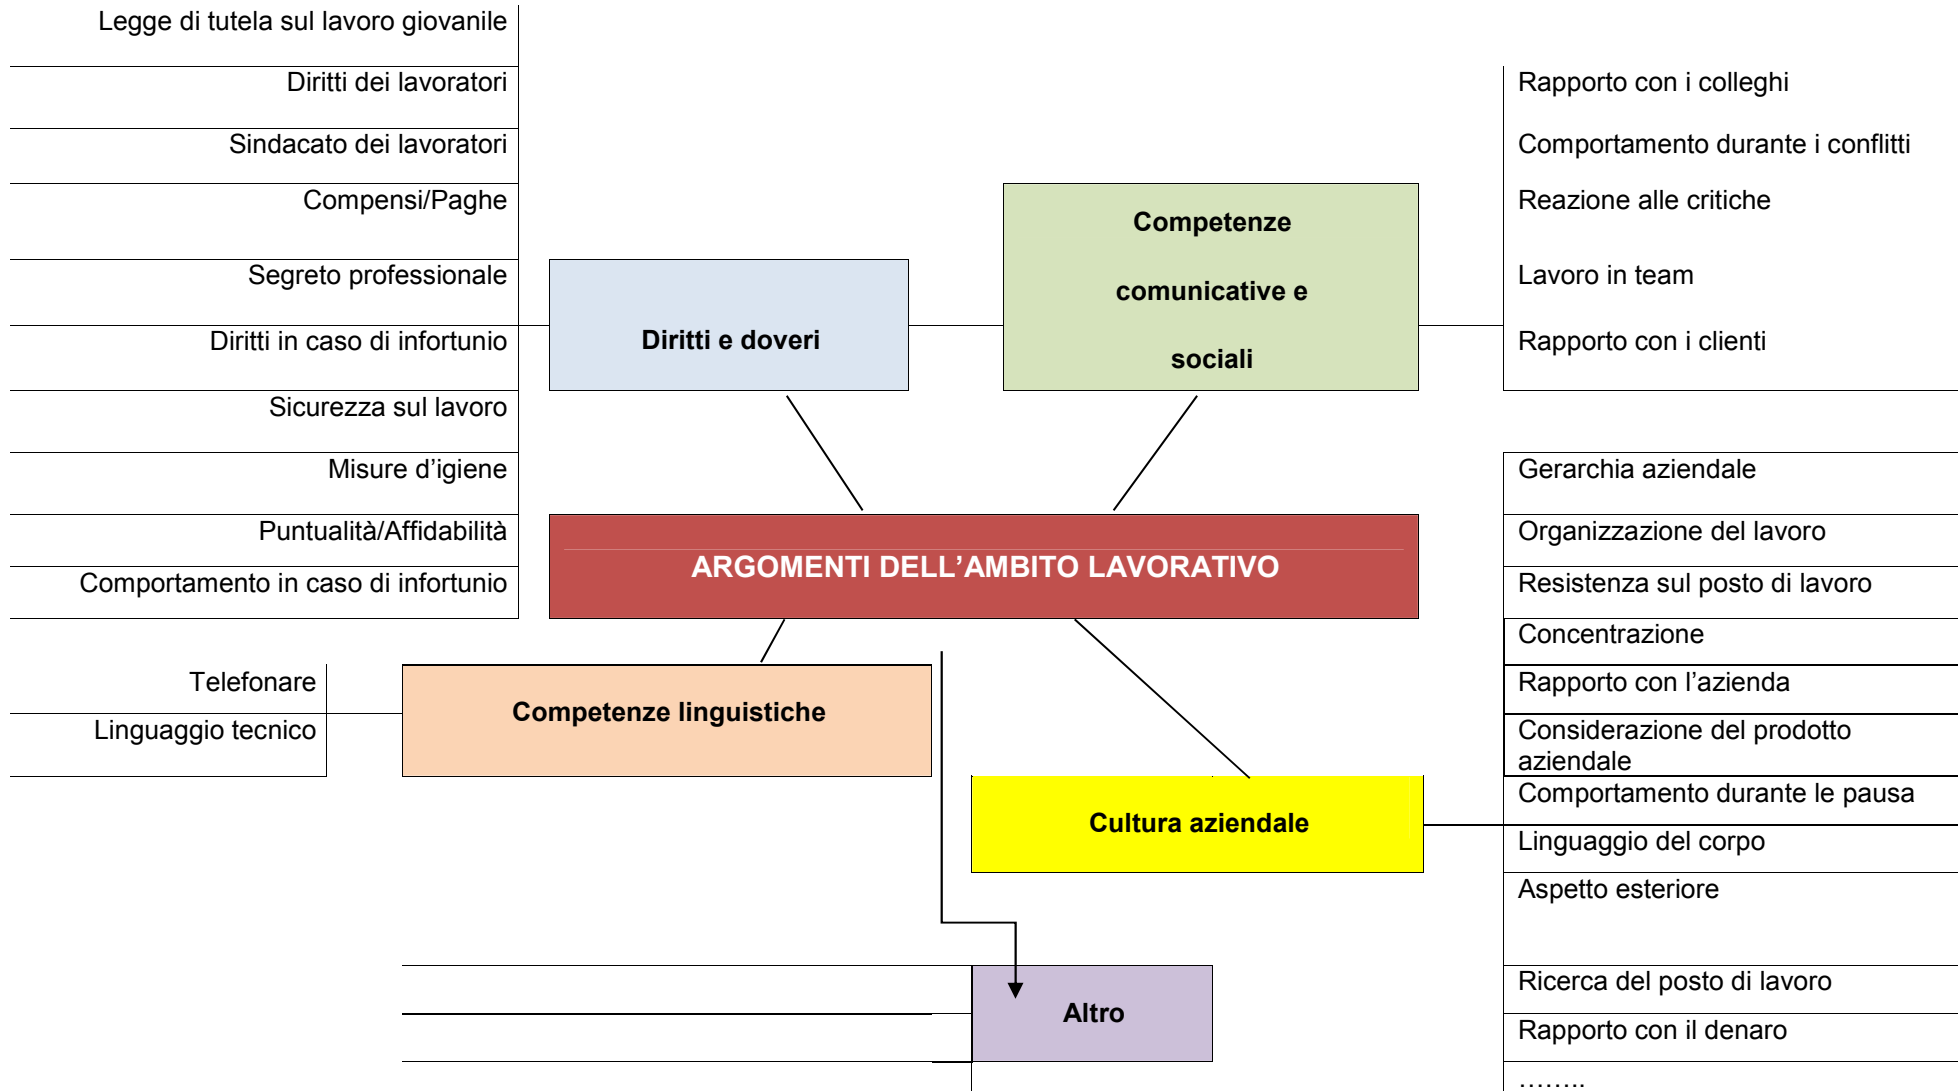 Legge di tutela sul lavoro giovanile
Diritti dei lavoratori
Sindacato dei lavoratori
Compensi/Paghe
Segreto professionale
Diritti in caso di infortunio
Sicurezza sul lavoro
Misure d’igiene
Puntualità/Affidabilità
Comportamento in caso di infortunio
Diritti e doveri
Competenze
comunicative e
sociali
Rapporto con i colleghi
Comportamento durante i conflitti
Reazione alle critiche
Lavoro in team
Rapporto con i clienti
ARGOMENTI DELL’AMBITO LAVORATIVO
Telefonare
Linguaggio tecnico
Competenze linguistiche
Cultura aziendale
Gerarchia aziendale
Organizzazione del lavoro
Resistenza sul posto di lavoro
Concentrazione
Rapporto con l’azienda
Considerazione del prodotto
aziendale
Comportamento durante le pausa
Linguaggio del corpo
Aspetto esteriore
Ricerca del posto di lavoro
Rapporto con il denaro
……..
Altro